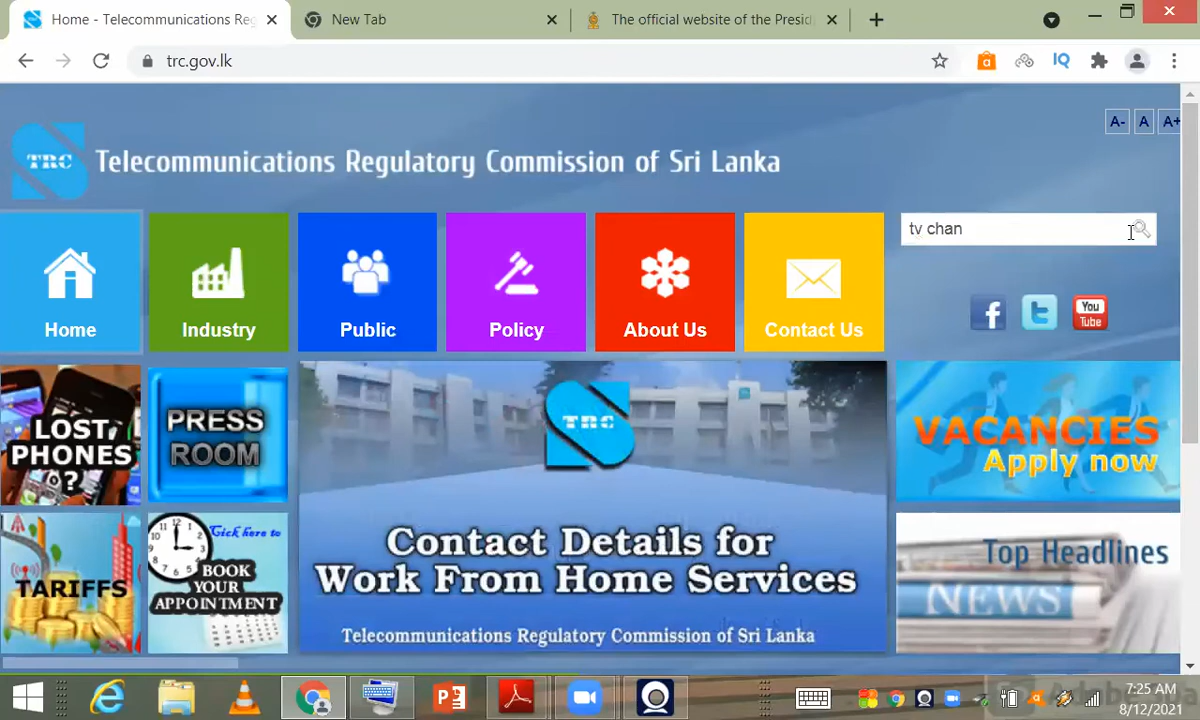 Home - Telecommunications Reg
New Tab
The official website of the Presid
trc.gov.lk
IQ
A-
A
A+
TRC
Telecommunications Regulatory Commission of Sri Lanka
tv chan
Home
Industry
Public
Policy
About Us
Contact Us
f
t
You
Tube
LOST
PHONES
?
PRESS
ROOM
TRC
VACANCIES
Apply now
Contact Details for
Work From Home Services
Telecommunications Regulatory Commission of Sri Lanka
TARIFFS
Cick here to
BOOK
YOUR
APPOINTMENT
Top Headlines
NEWS
7:25 AM
8/12/2021